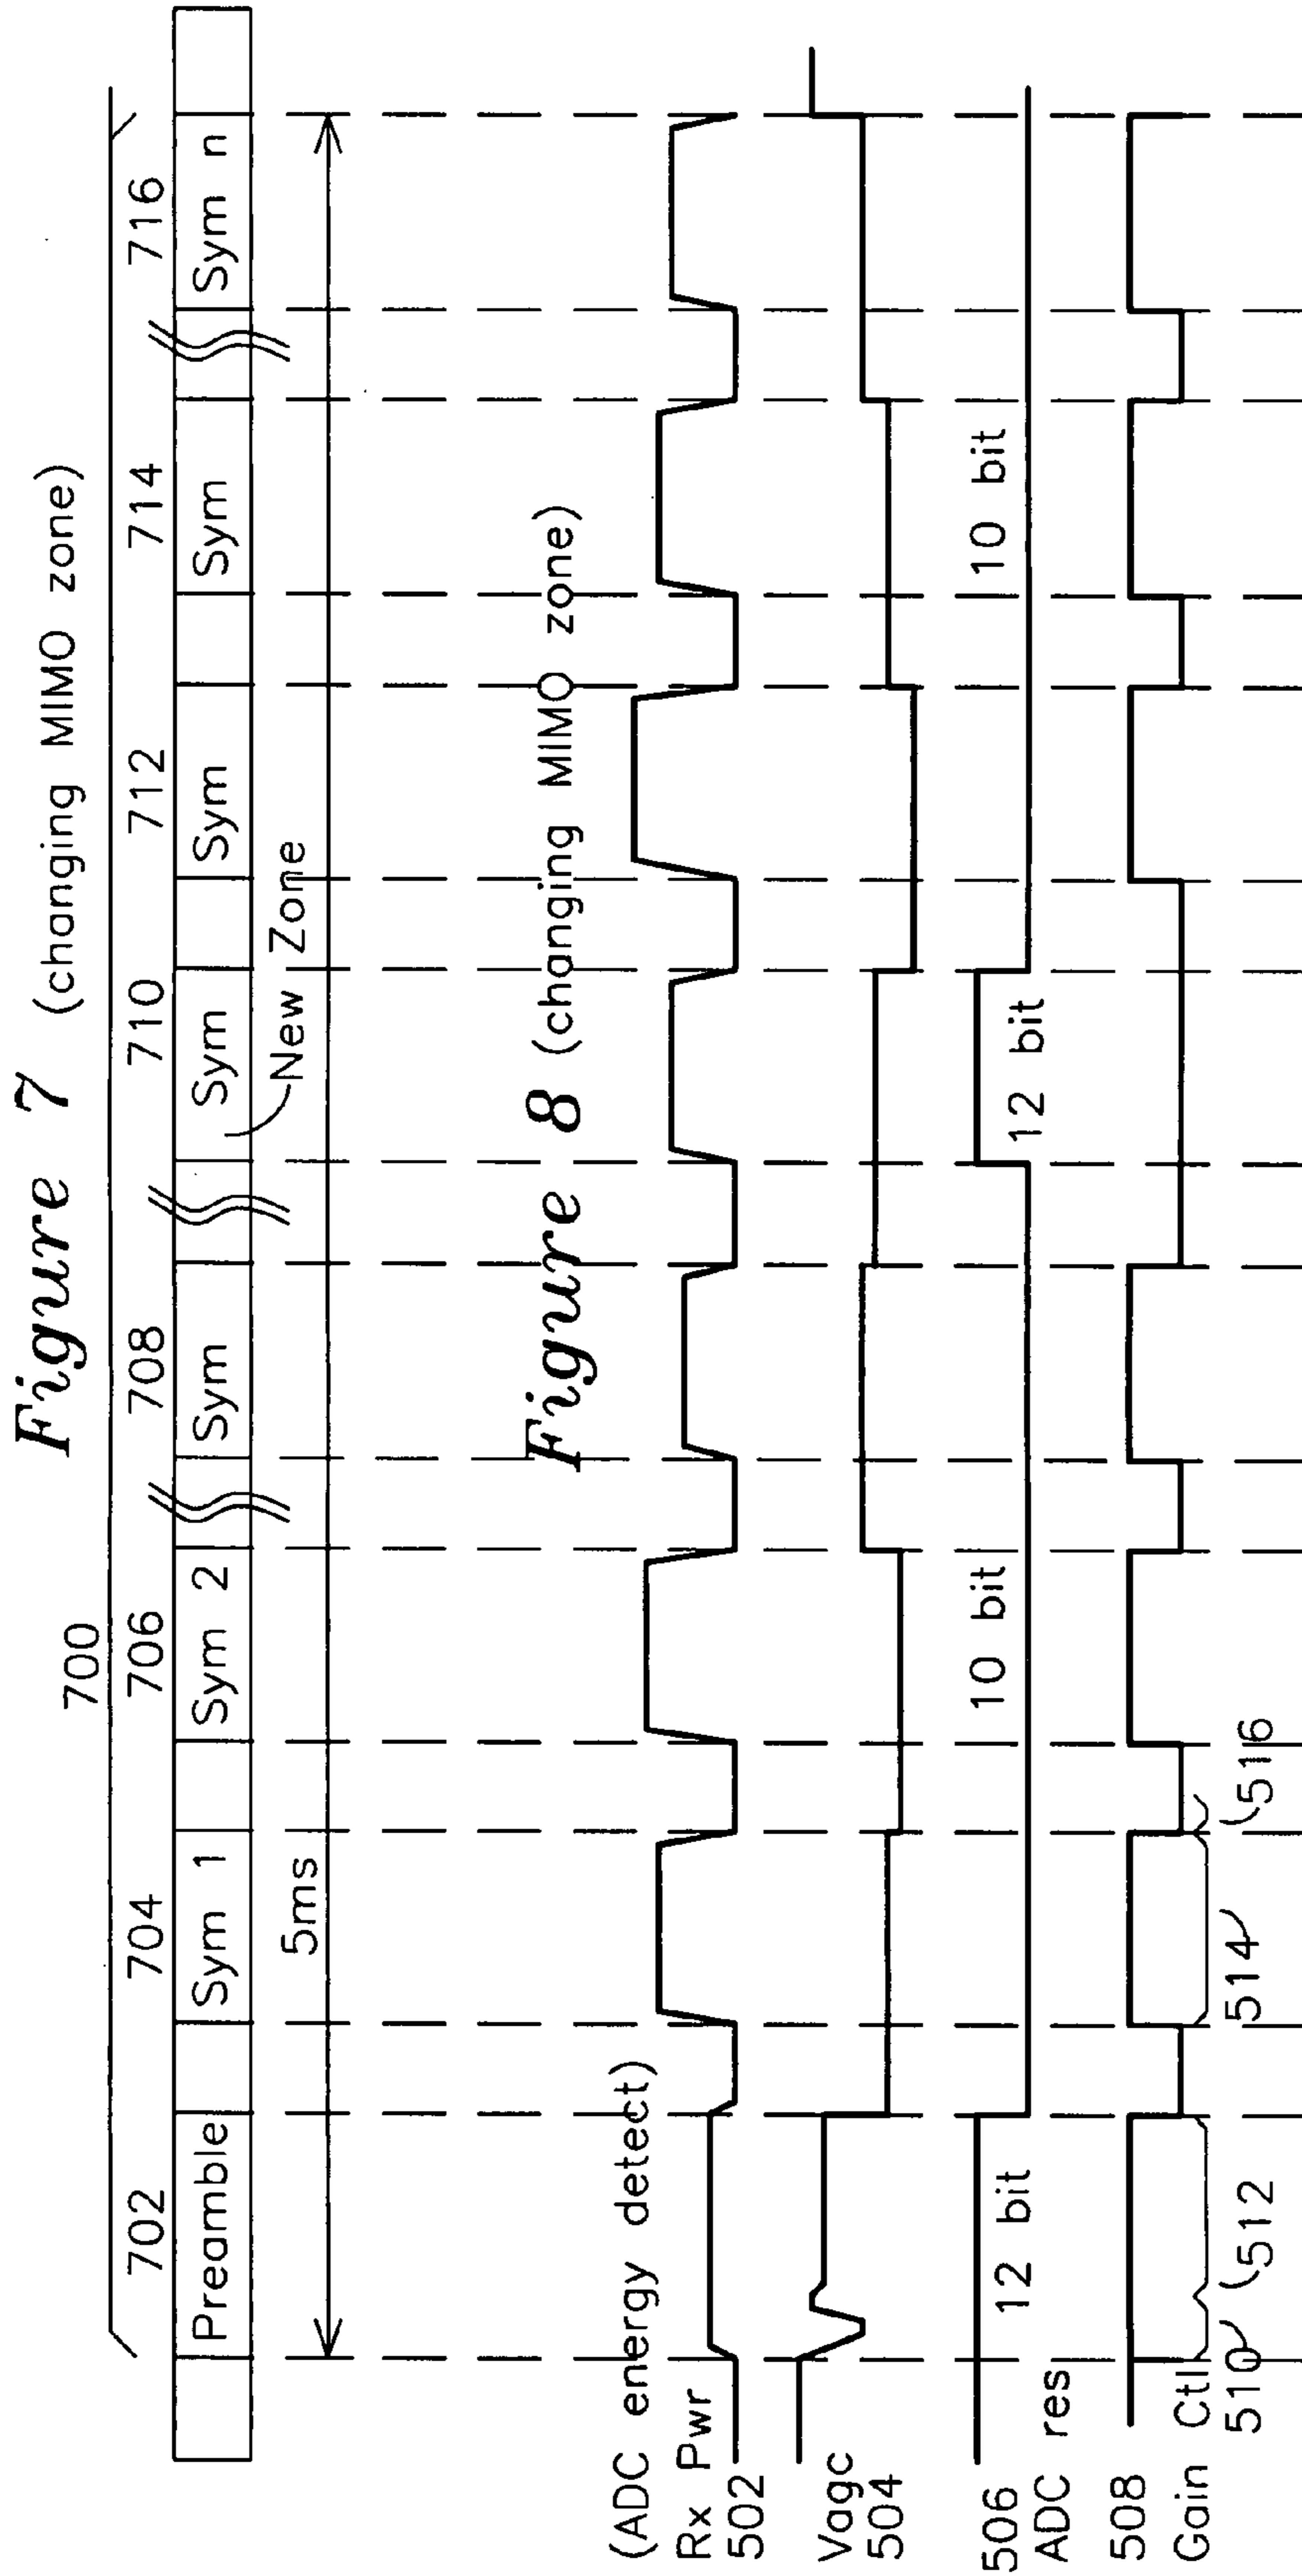 Figure 7 (changing MIMO zone)
700
702 704 706 708 710 712 714 716
Preamble Sym 1 Sym 2 Sym Sym Sym Sym Sym n
New Zone
5ms
Figure 8 (changing MIMO zone)
(ADC energy detect)
Rx Pwr
502
Vagc
504
12 bit 10 bit 12 bit 10 bit
506
ADC res
508
Gain Ctl
510 512 514 516